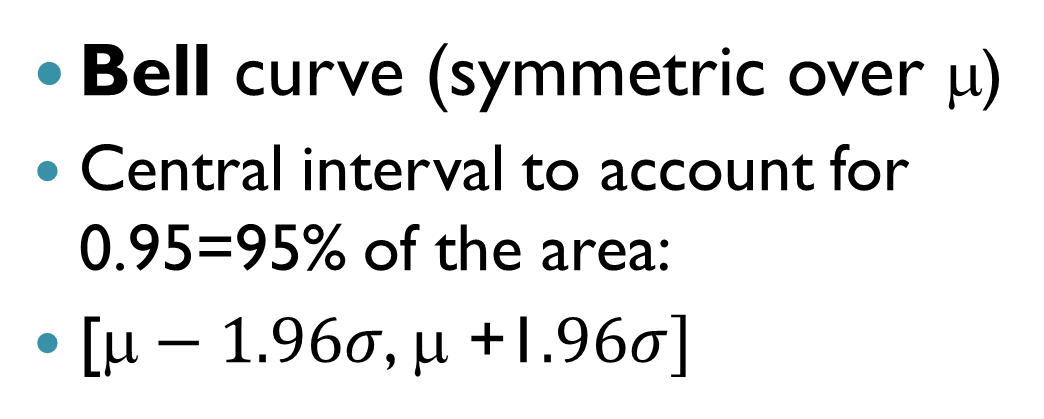 • Bell curve (symmetric over μ)
• Central interval to account for
0.95=95% of the area:
• [μ − 1.96σ, μ +1.96σ]